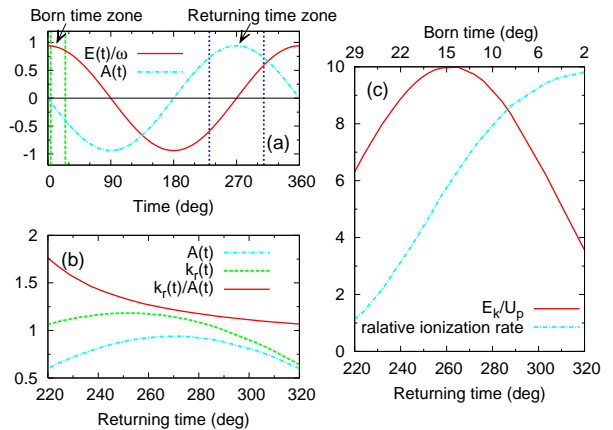 Born time zone
Returning time zone
1
0.5
0
-0.5
-1
E(t)/ω
A(t)
(a)
0
90
180
270
360
Time (deg)
2
1.5
1
0.5
(b)
A(t)
k_r(t)
k_r(t)/A(t)
220
240
260
280
300
320
Returning time (deg)
Born time (deg)
29
22
15
10
6
2
10
8
6
4
2
0
(c)
E_k/U_p
ralative ionization rate
220
240
260
280
300
320
Returning time (deg)